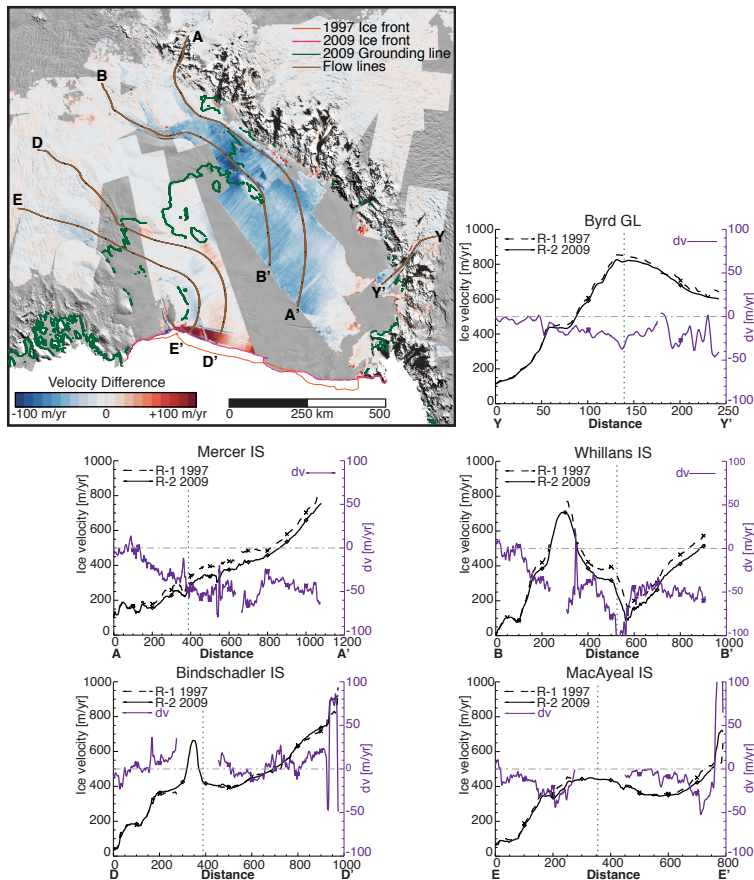 A
1997 Ice front
2009 Ice front
2009 Grounding line
Flow lines
B
D
E
Y
B'
Y'
A'
E'
D'
Velocity Difference
-100 m/yr 0 +100 m/yr
0 250 km 500
Byrd GL
R-1 1997
R-2 2009
dv
Ice velocity [m/yr]
1000
800
600
400
200
0
100
50
0
-50
-100
dv [m/yr]
0 50 100 150 200 250
Y Distance Y'
Mercer IS
R-1 1997
R-2 2009
dv
Ice velocity [m/yr]
1000
800
600
400
200
0
100
50
0
-50
-100
dv [m/yr]
0 200 400 600 800 1000 1200
A Distance A'
Whillans IS
R-1 1997
R-2 2009
dv
Ice velocity [m/yr]
1000
800
600
400
200
0
100
50
0
-50
-100
dv [m/yr]
0 200 400 600 800 1000
B Distance B'
Bindschadler IS
R-1 1997
R-2 2009
dv
Ice velocity [m/yr]
1000
800
600
400
200
0
100
50
0
-50
-100
dv [m/yr]
0 200 400 600 800 1000
D Distance D'
MacAyeal IS
R-1 1997
R-2 2009
dv
Ice velocity [m/yr]
1000
800
600
400
200
0
100
50
0
-50
-100
dv [m/yr]
0 200 400 600 800
E Distance E'